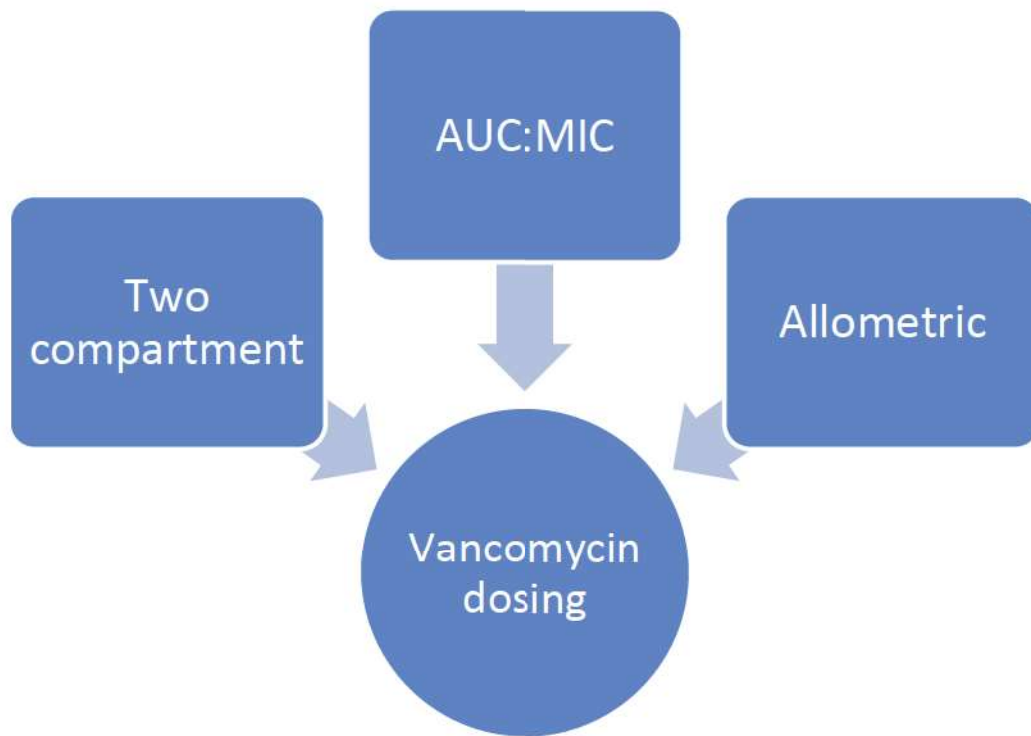 AUC:MIC
Two
compartment
Allometric
Vancomycin
dosing